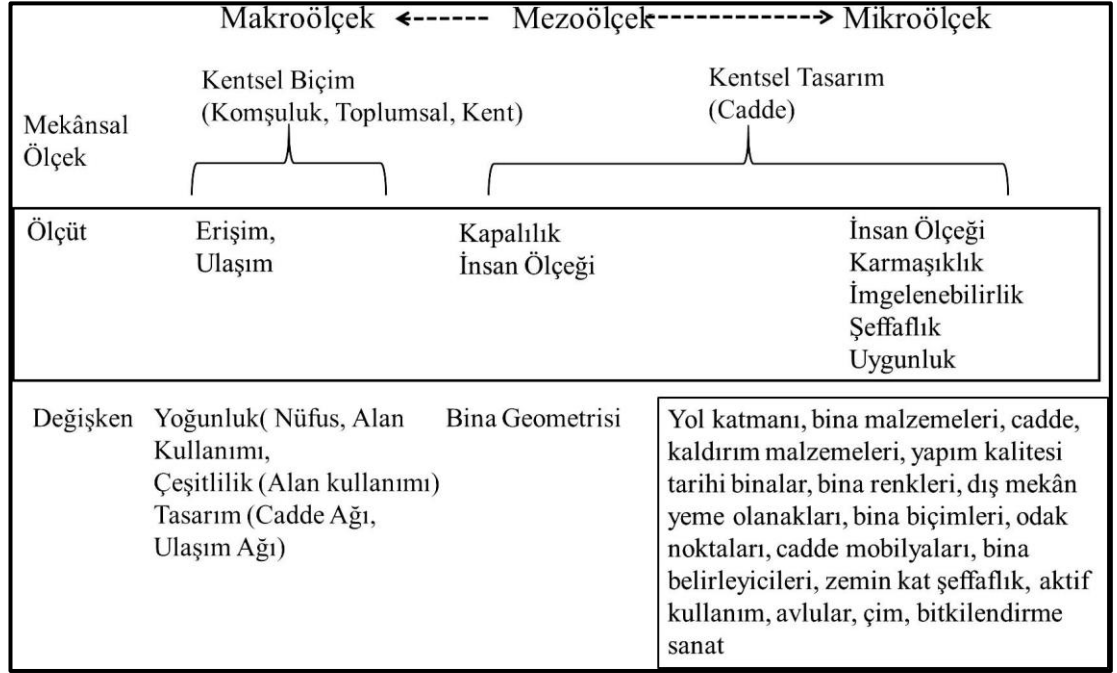 Makroölçek Mezoölçek Mikroölçek
Kentsel Biçim
(Komşuluk, Toplumsal, Kent)
Kentsel Tasarım
(Cadde)
Mekânsal
Ölçek
Ölçüt
Erişim,
Ulaşım
Kapalılık
İnsan Ölçeği
İnsan Ölçeği
Karmaşıklık
İmgelenebilirlik
Şeffaflık
Uygunluk
Değişken
Yoğunluk( Nüfus, Alan
Kullanımı,
Çeşitlilik (Alan kullanımı)
Tasarım (Cadde Ağı,
Ulaşım Ağı)
Bina Geometrisi
Yol katmanı, bina malzemeleri, cadde,
kaldırım malzemeleri, yapım kalitesi
tarihi binalar, bina renkleri, dış mekân
yeme olanakları, bina biçimleri, odak
noktaları, cadde mobilyaları, bina
belirleyicileri, zemin kat şeffaflık, aktif
kullanım, avlular, çim, bitkilendirme
sanat